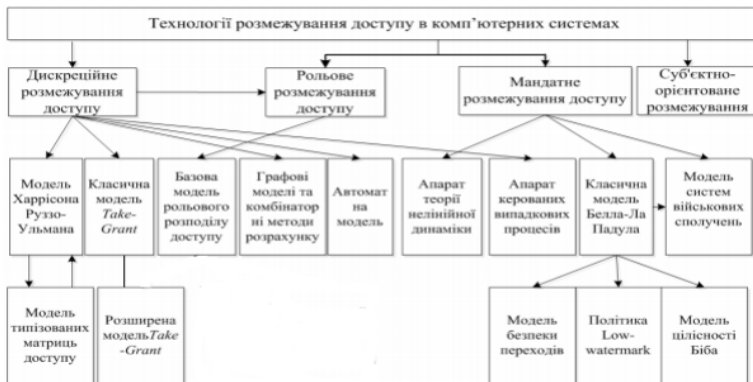 Технології розмежування доступу в комп’ютерних системах
Дискреційне
розмежування
доступу
Рольове
розмежування
доступу
Мандатне
розмежування доступу
Суб'єктно-
орієнтоване
розмежування
Модель
Харрісона
Руззо-
Ульмана
Класична
модель
Take-
Grant
Базова
модель
рольового
розподілу
доступу
Графові
моделі та
комбінатор
ні методи
розрахунку
Автомат
на
модель
Апарат
теорії
нелінійної
динаміки
Апарат
керованих
випадкових
процесів
Класична
модель
Белла-Ла
Падула
Модель
систем
військових
сполучень
Модель
типізованих
матриць
доступу
Розширена
модельTake
-Grant
Модель
безпеки
переходів
Політика
Low-
watermark
Модель
цілісності
Біба